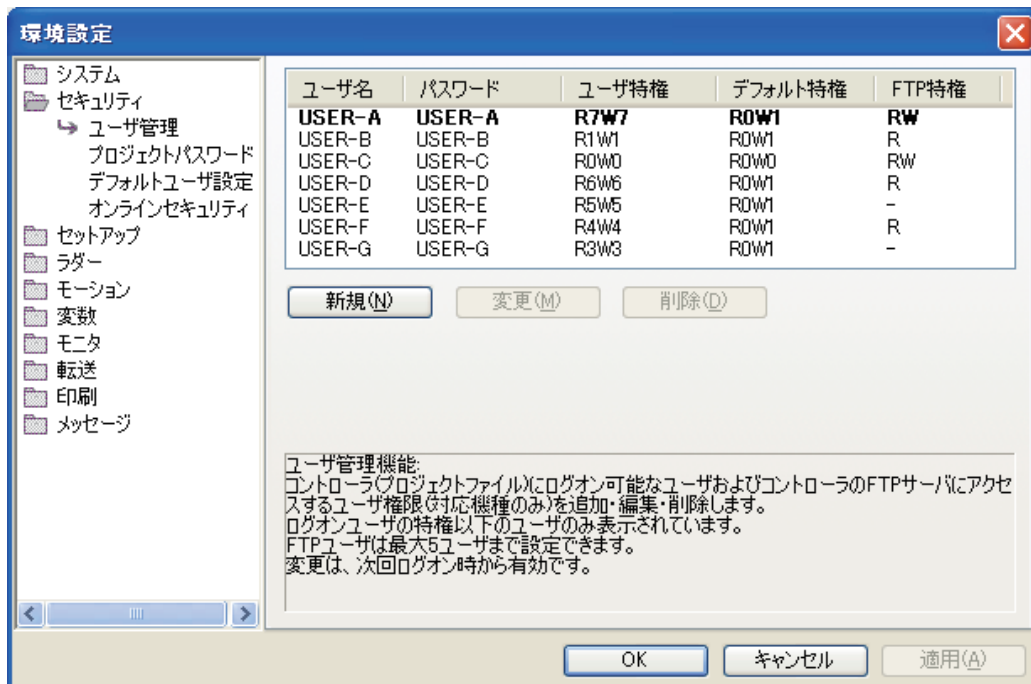 環境設定
システム
セキュリティ
ユーザ管理
プロジェクトパスワード
デフォルトユーザ設定
オンラインセキュリティ
セットアップ
ラダー
モーション
変数
モニタ
転送
印刷
メッセージ
ユーザ名 パスワード ユーザ特権 デフォルト特権 FTP特権
USER-A USER-A R7W7 R0W1 RW
USER-B USER-B R1W1 R0W1 R
USER-C USER-C R0W0 R0W0 RW
USER-D USER-D R6W6 R0W1 R
USER-E USER-E R5W5 R0W1 -
USER-F USER-F R4W4 R0W1 R
USER-G USER-G R3W3 R0W1 -
新規(N) 変更(M) 削除(D)
ユーザ管理機能:
コントローラ(プロジェクトファイル)にログオン可能なユーザおよびコントローラのFTPサーバにアクセ
スするユーザ権限(対応機種のみ)を追加・編集・削除します。
ログオンユーザの特権以下のユーザのみ表示されています。
FTPユーザは最大5ユーザまで設定できます。
変更は、次回ログオン時から有効です。
OK キャンセル 適用(A)